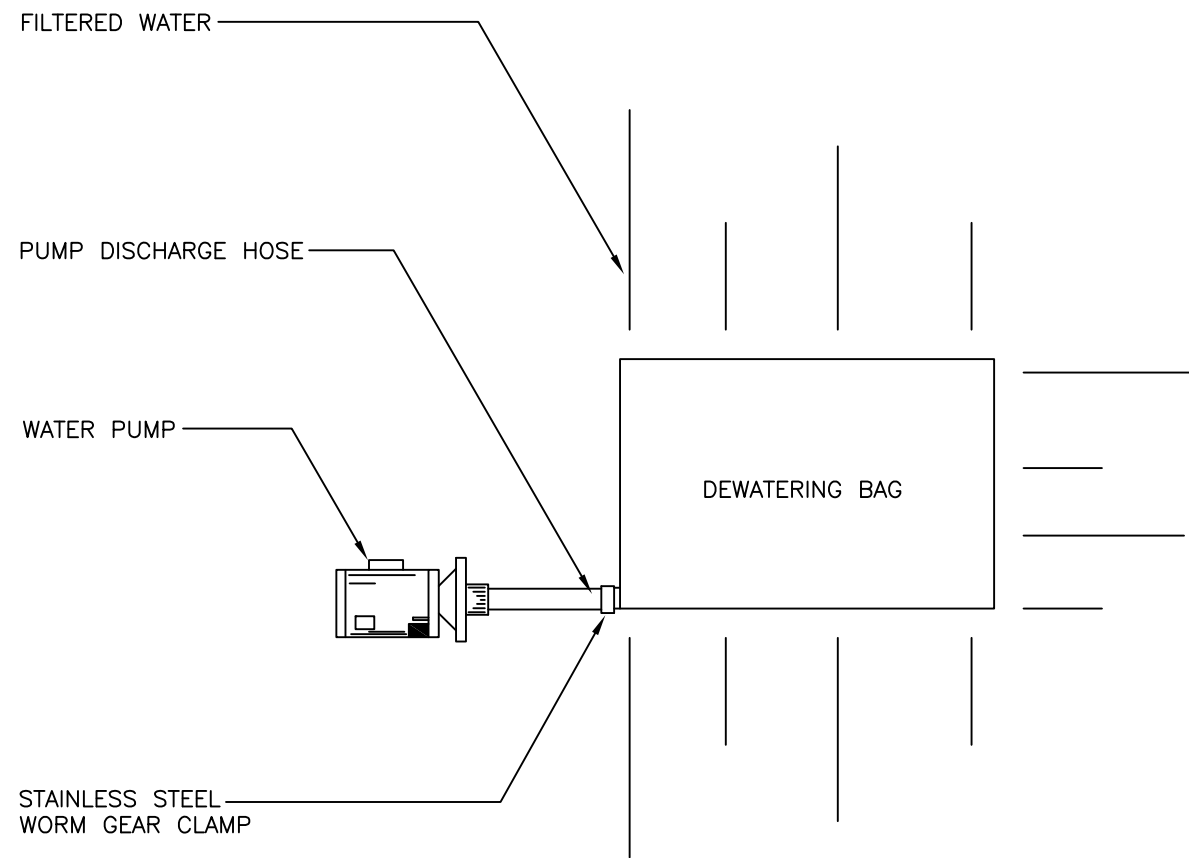 FILTERED WATER
PUMP DISCHARGE HOSE
WATER PUMP
DEWATERING BAG
STAINLESS STEEL
WORM GEAR CLAMP